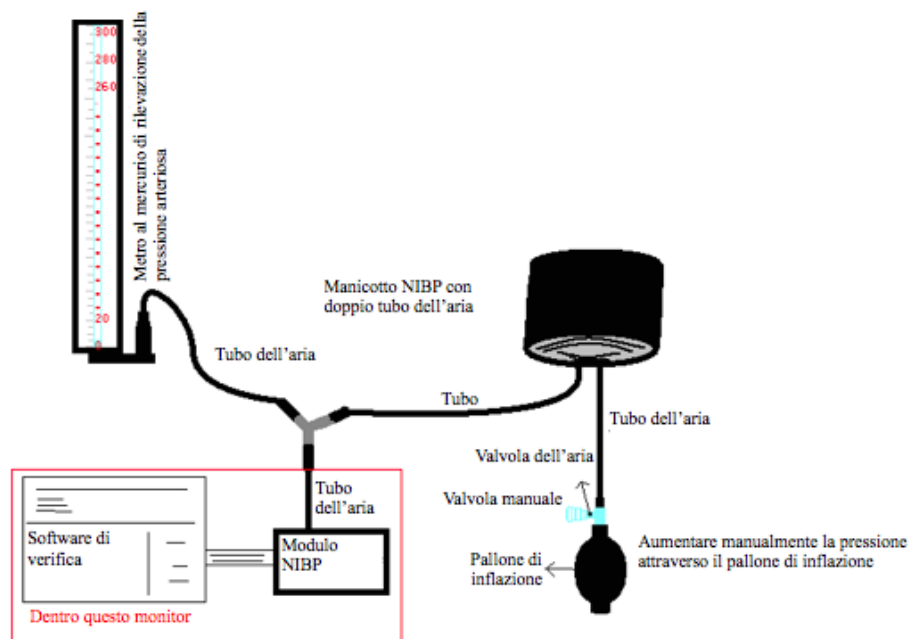 300
280
260
20
0
Metro al mercurio di rilevazione della
pressione arteriosa
Manicotto NIBP con
doppio tubo dell'aria
Tubo dell'aria
Tubo
Tubo dell'aria
Valvola dell'aria
Valvola manuale
Tubo
dell'aria
Software di
verifica
Modulo
NIBP
Pallone di
inflazione
Aumentare manualmente la pressione
attraverso il pallone di inflazione
Dentro questo monitor